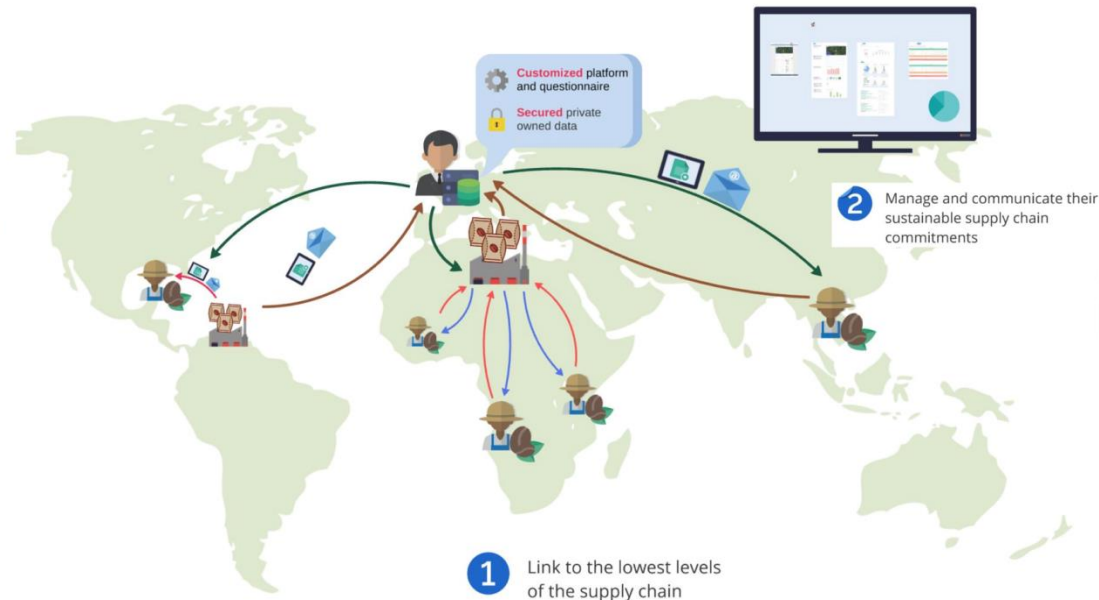 Customized platform
and questionnaire
Secured private
owned data
2
Manage and communicate their
sustainable supply chain
commitments
1
Link to the lowest levels
of the supply chain